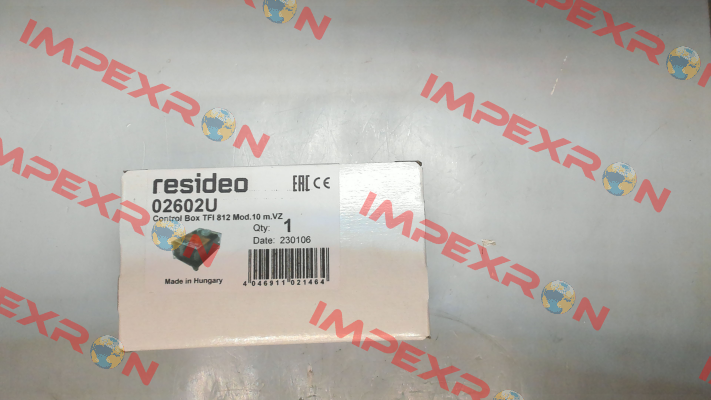 resideo
EAC CE
02602U
Control Box TFI 812 Mod.10 m.VZ
Qty: 1
Date: 230106
Made in Hungary
4 046911 021464
IMPEXRON
IMPEXRON
IMPEXRON
IMPEXRON
IMPEXRON
IMPEXRON
IMPEXRON
IMPEXRON